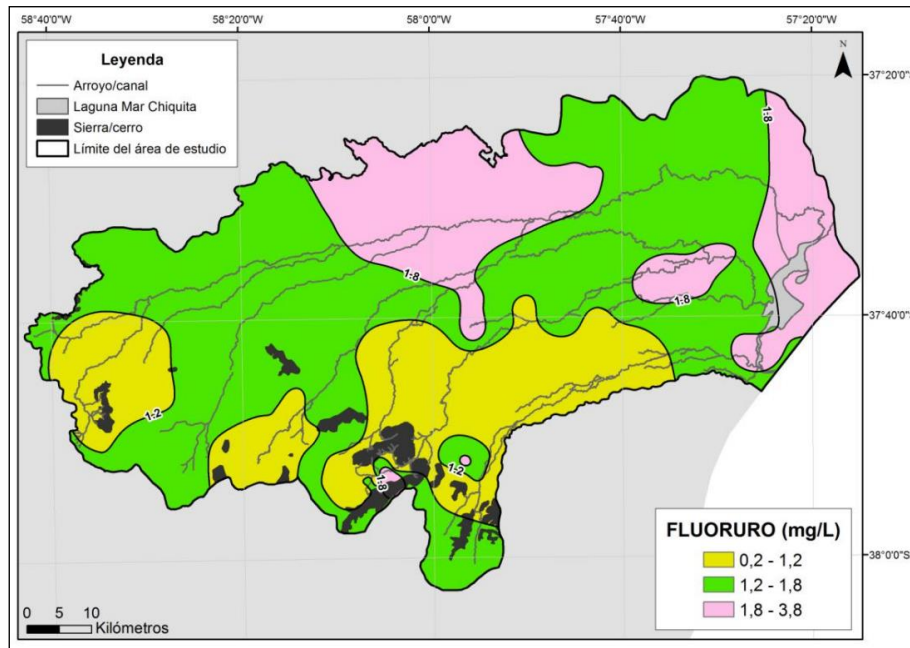 58°40'0"O 58°20'0"O 58°00'0"O 57°40'0"O 57°20'0"O
Leyenda
Arroyo/canal
Laguna Mar Chiquita
Sierra/cerro
Límite del área de estudio
N
37°20'0"S
1·8
1·8
1·8
37°40'0"S
1·2
1·2
1·8
38°00'0"S
FLUORURO (mg/L)
0,2 - 1,2
1,2 - 1,8
1,8 - 3,8
0 5 10
Kilómetros